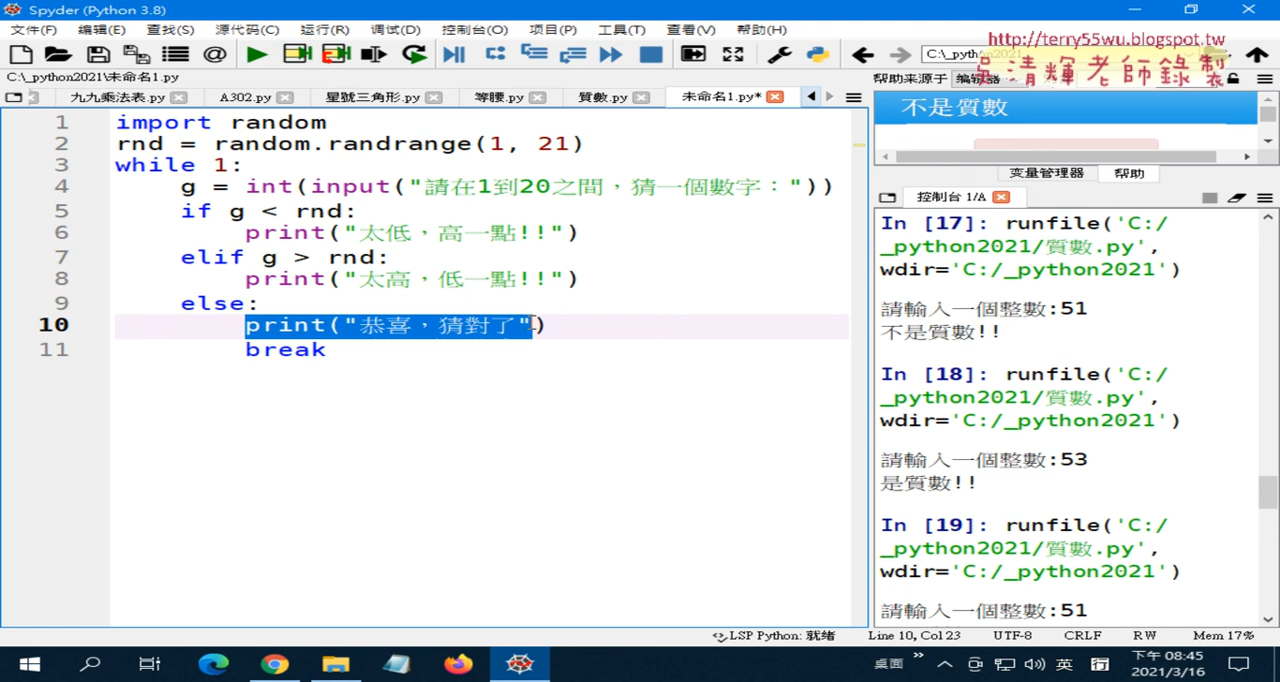 Spyder (Python 3.8)
文件(F) 编辑(E) 查找(S) 源代码(C) 运行(R) 调试(D) 控制台(O) 项目(P) 工具(T) 查看(V) 帮助(H)
http://terry55wu.blogspot.tw
吳清輝老師錄製
C:\_python2021\未命名1.py
帮助来源于 编辑器
九九乘法表.py A302.py 星號三角形.py 等腰.py 質數.py 未命名1.py*
不是質數
变量管理器 帮助
控制台 1/A
1 import random
2 rnd = random.randrange(1, 21)
3 while 1:
4 g = int(input("請在1到20之間，猜一個數字："))
5 if g < rnd:
6 print("太低，高一點!!")
7 elif g > rnd:
8 print("太高，低一點!!")
9 else:
10 print("恭喜，猜對了")
11 break
In [17]: runfile('C:/
_python2021/質數.py',
wdir='C:/_python2021')
請輸入一個整數:51
不是質數!!
In [18]: runfile('C:/
_python2021/質數.py',
wdir='C:/_python2021')
請輸入一個整數:53
是質數!!
In [19]: runfile('C:/
_python2021/質數.py',
wdir='C:/_python2021')
請輸入一個整數:51
LSP Python: 就绪 Line 10, Col 23 UTF-8 CRLF RW Mem 17%
桌面 英 下午 08:45
2021/3/16